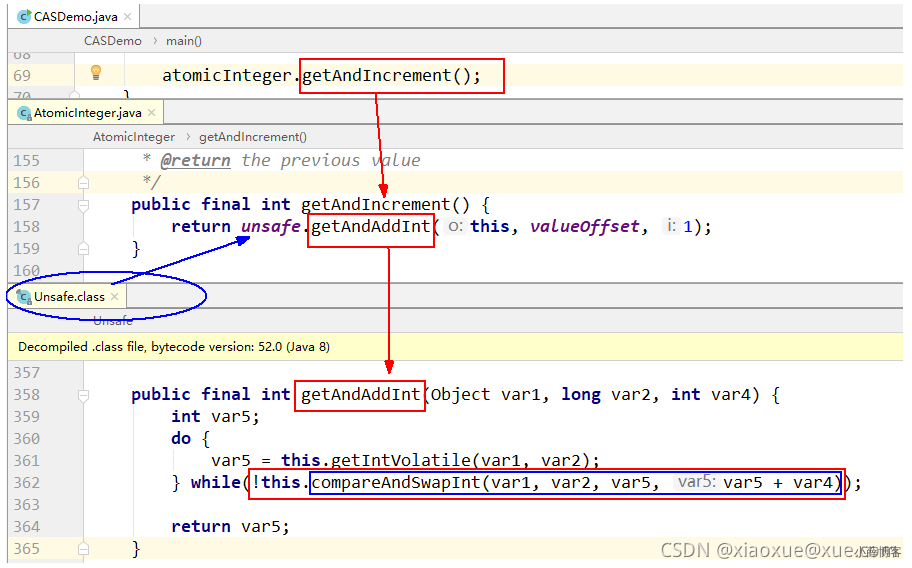 CASDemo.java ×
CASDemo › main()
68
69 atomicInteger.getAndIncrement();
70 }
AtomicInteger.java ×
AtomicInteger › getAndIncrement()
155 * @return the previous value
156 */
157 public final int getAndIncrement() {
158 return unsafe.getAndAddInt( o: this, valueOffset, i: 1);
159 }
160
Unsafe.class ×
Unsafe
Decompiled .class file, bytecode version: 52.0 (Java 8)
357
358 public final int getAndAddInt(Object var1, long var2, int var4) {
359 int var5;
360 do {
361 var5 = this.getIntVolatile(var1, var2);
362 } while(!this.compareAndSwapInt(var1, var2, var5, var5: var5 + var4));
363
364 return var5;
365 }
CSDN @xiaoxue@xue